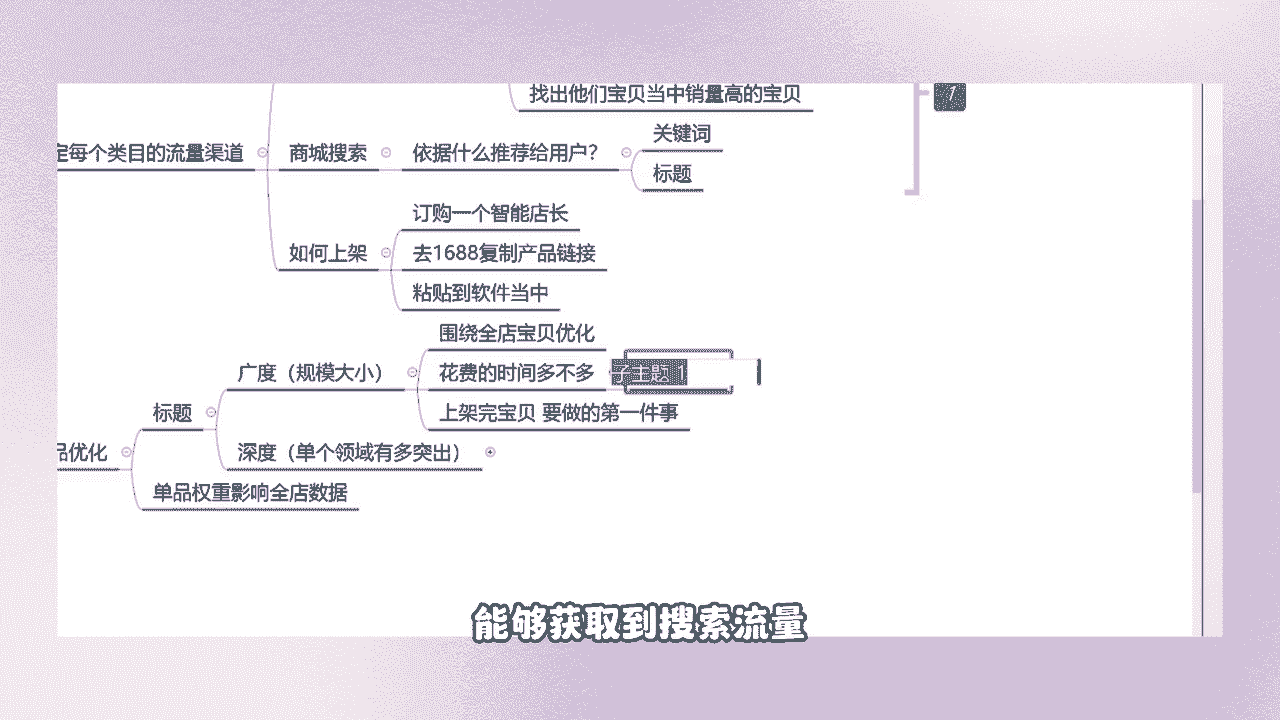 找出他们宝贝当中销量高的宝贝
7
关键词
定每个类目的流量渠道
商城搜索
依据什么推荐给用户？
标题
订购一个智能店长
如何上架
去1688复制产品链接
粘贴到软件当中
围绕全店宝贝优化
广度（规模大小）
花费的时间多不多
子主题 1
标题
上架完宝贝 要做的第一件事
品优化
深度（单个领域有多突出）
单品权重影响全店数据
能够获取到搜索流量